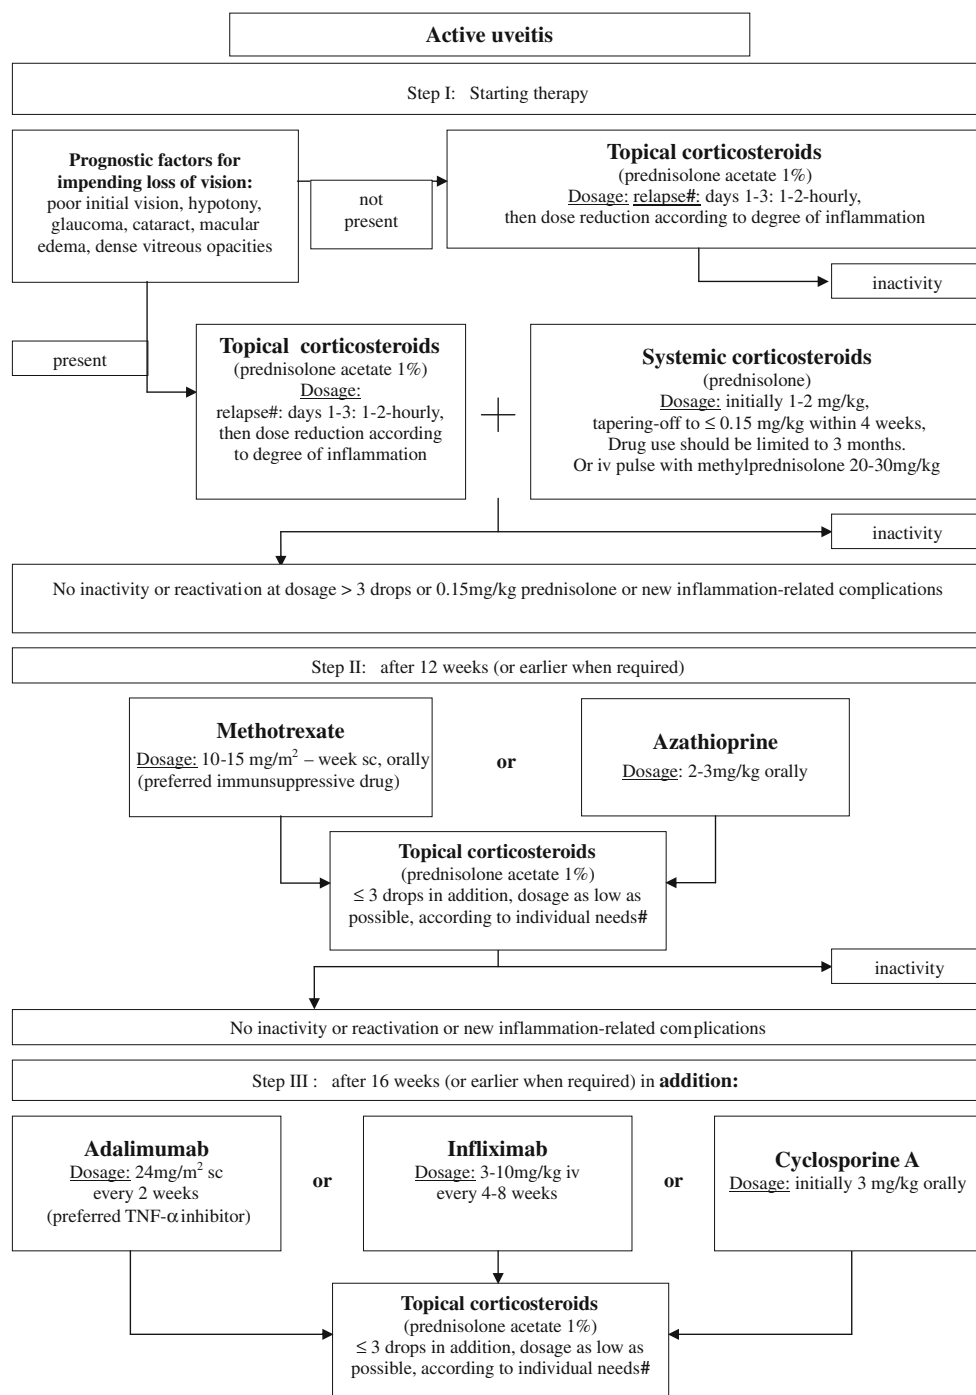 Active uveitis
Step I: Starting therapy
Prognostic factors for
impending loss of vision:
poor initial vision, hypotony,
glaucoma, cataract, macular
edema, dense vitreous opacities
not
present
Topical corticosteroids
(prednisolone acetate 1%)
Dosage: relapse#: days 1-3: 1-2-hourly,
then dose reduction according to degree of inflammation
inactivity
present
Topical corticosteroids
(prednisolone acetate 1%)
Dosage:
relapse#: days 1-3: 1-2-hourly,
then dose reduction according
to degree of inflammation
+
Systemic corticosteroids
(prednisolone)
Dosage: initially 1-2 mg/kg,
tapering-off to ≤ 0.15 mg/kg within 4 weeks,
Drug use should be limited to 3 months.
Or iv pulse with methylprednisolone 20-30mg/kg
inactivity
No inactivity or reactivation at dosage > 3 drops or 0.15mg/kg prednisolone or new inflammation-related complications
Step II: after 12 weeks (or earlier when required)
Methotrexate
Dosage: 10-15 mg/m² – week sc, orally
(preferred immunsuppressive drug)
or
Azathioprine
Dosage: 2-3mg/kg orally
Topical corticosteroids
(prednisolone acetate 1%)
≤ 3 drops in addition, dosage as low as
possible, according to individual needs#
inactivity
No inactivity or reactivation or new inflammation-related complications
Step III : after 16 weeks (or earlier when required) in addition:
Adalimumab
Dosage: 24mg/m² sc
every 2 weeks
(preferred TNF-α inhibitor)
or
Infliximab
Dosage: 3-10mg/kg iv
every 4-8 weeks
or
Cyclosporine A
Dosage: initially 3 mg/kg orally
Topical corticosteroids
(prednisolone acetate 1%)
≤ 3 drops in addition, dosage as low as
possible, according to individual needs#